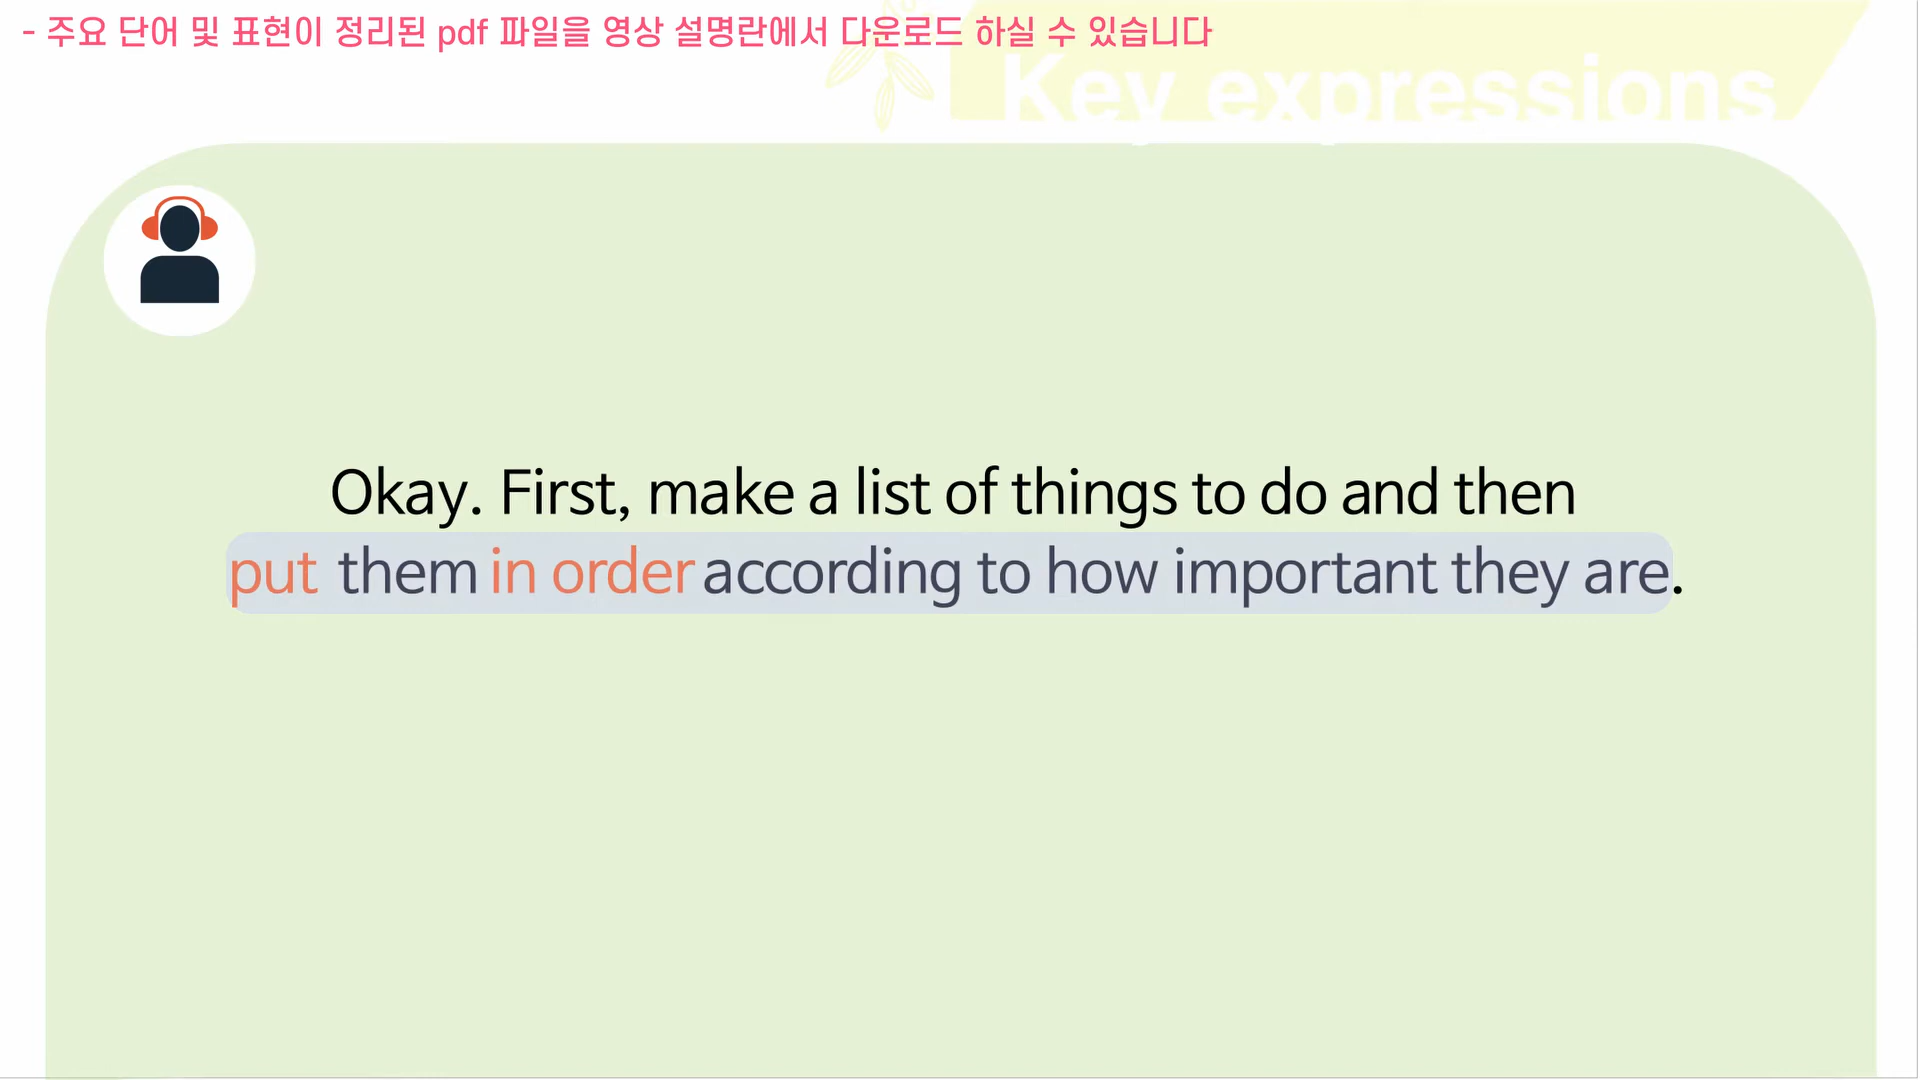 - 주요 단어 및 표현이 정리된 pdf 파일을 영상 설명란에서 다운로드 하실 수 있습니다
Key expressions
Okay. First, make a list of things to do and then
put them in order according to how important they are.